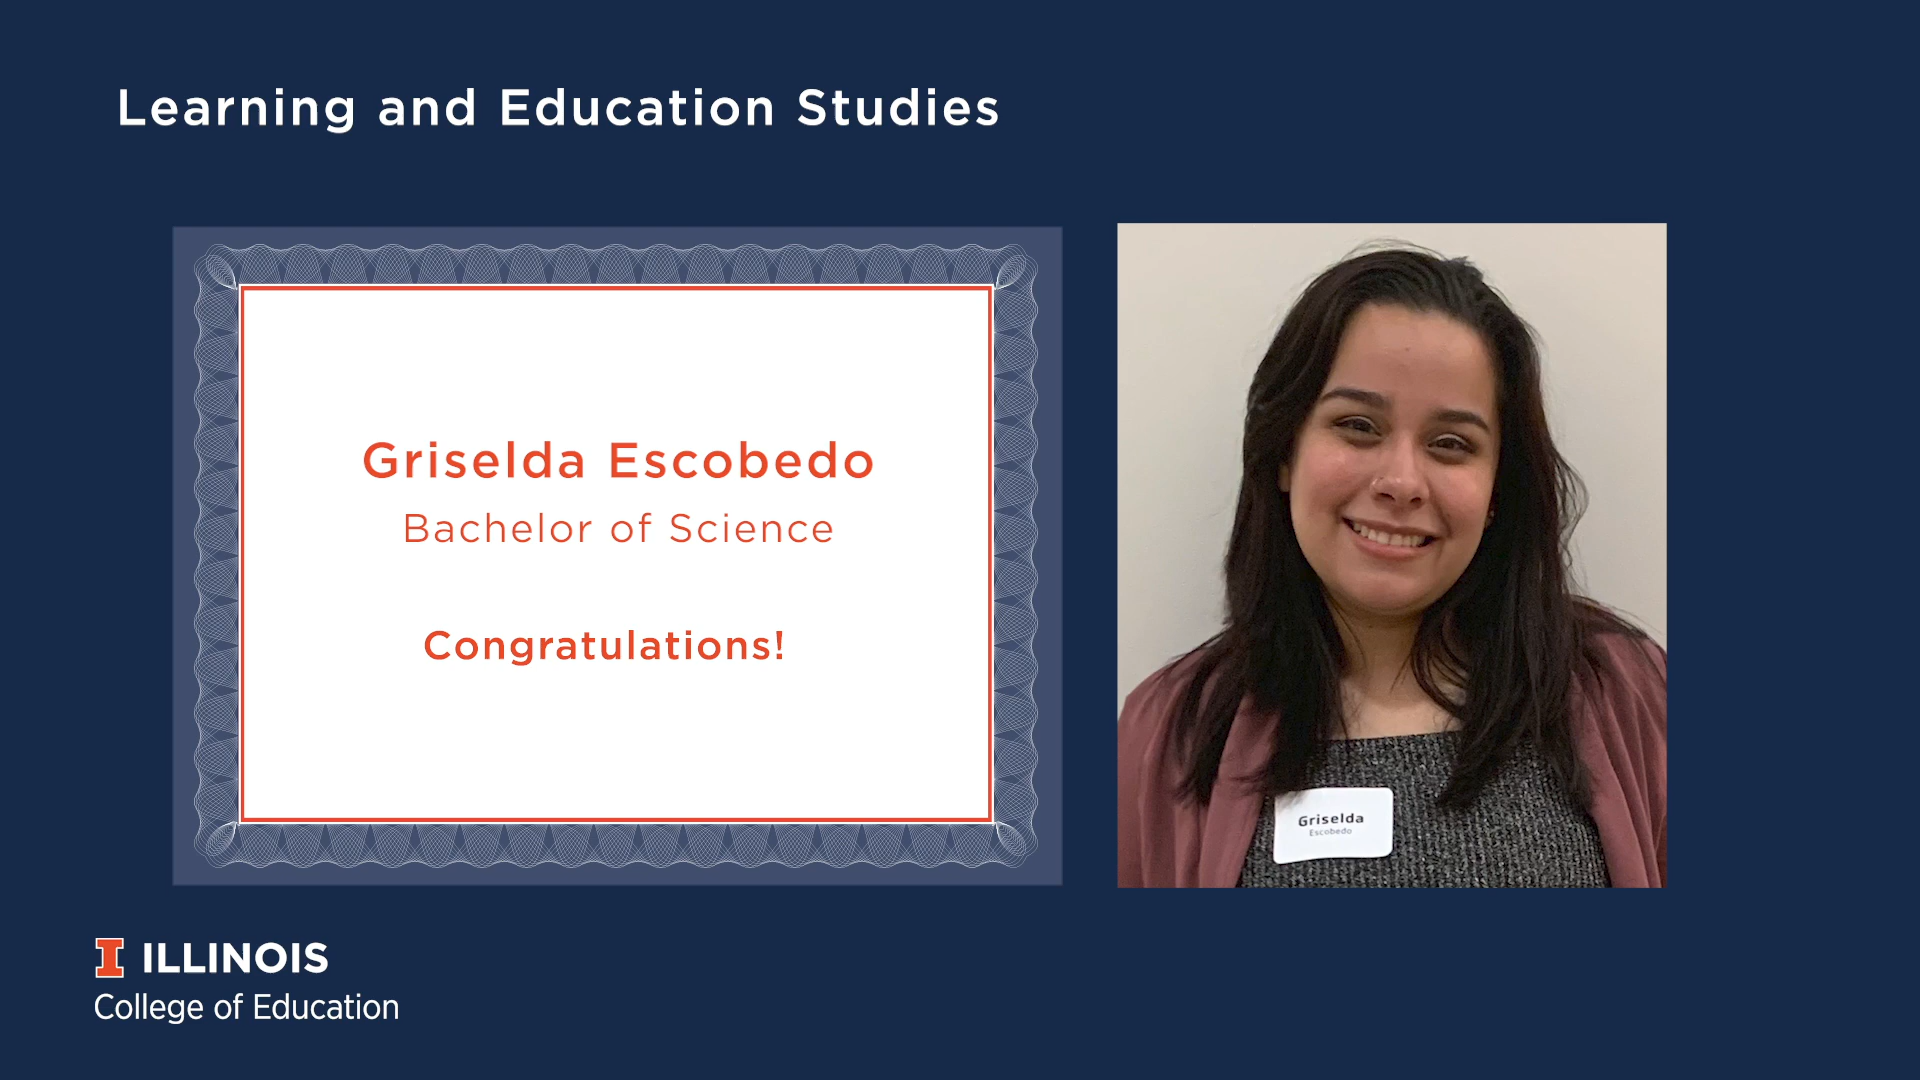 Learning and Education Studies
Griselda Escobedo
Bachelor of Science
Congratulations!
Griselda
Escobedo
I ILLINOIS
College of Education